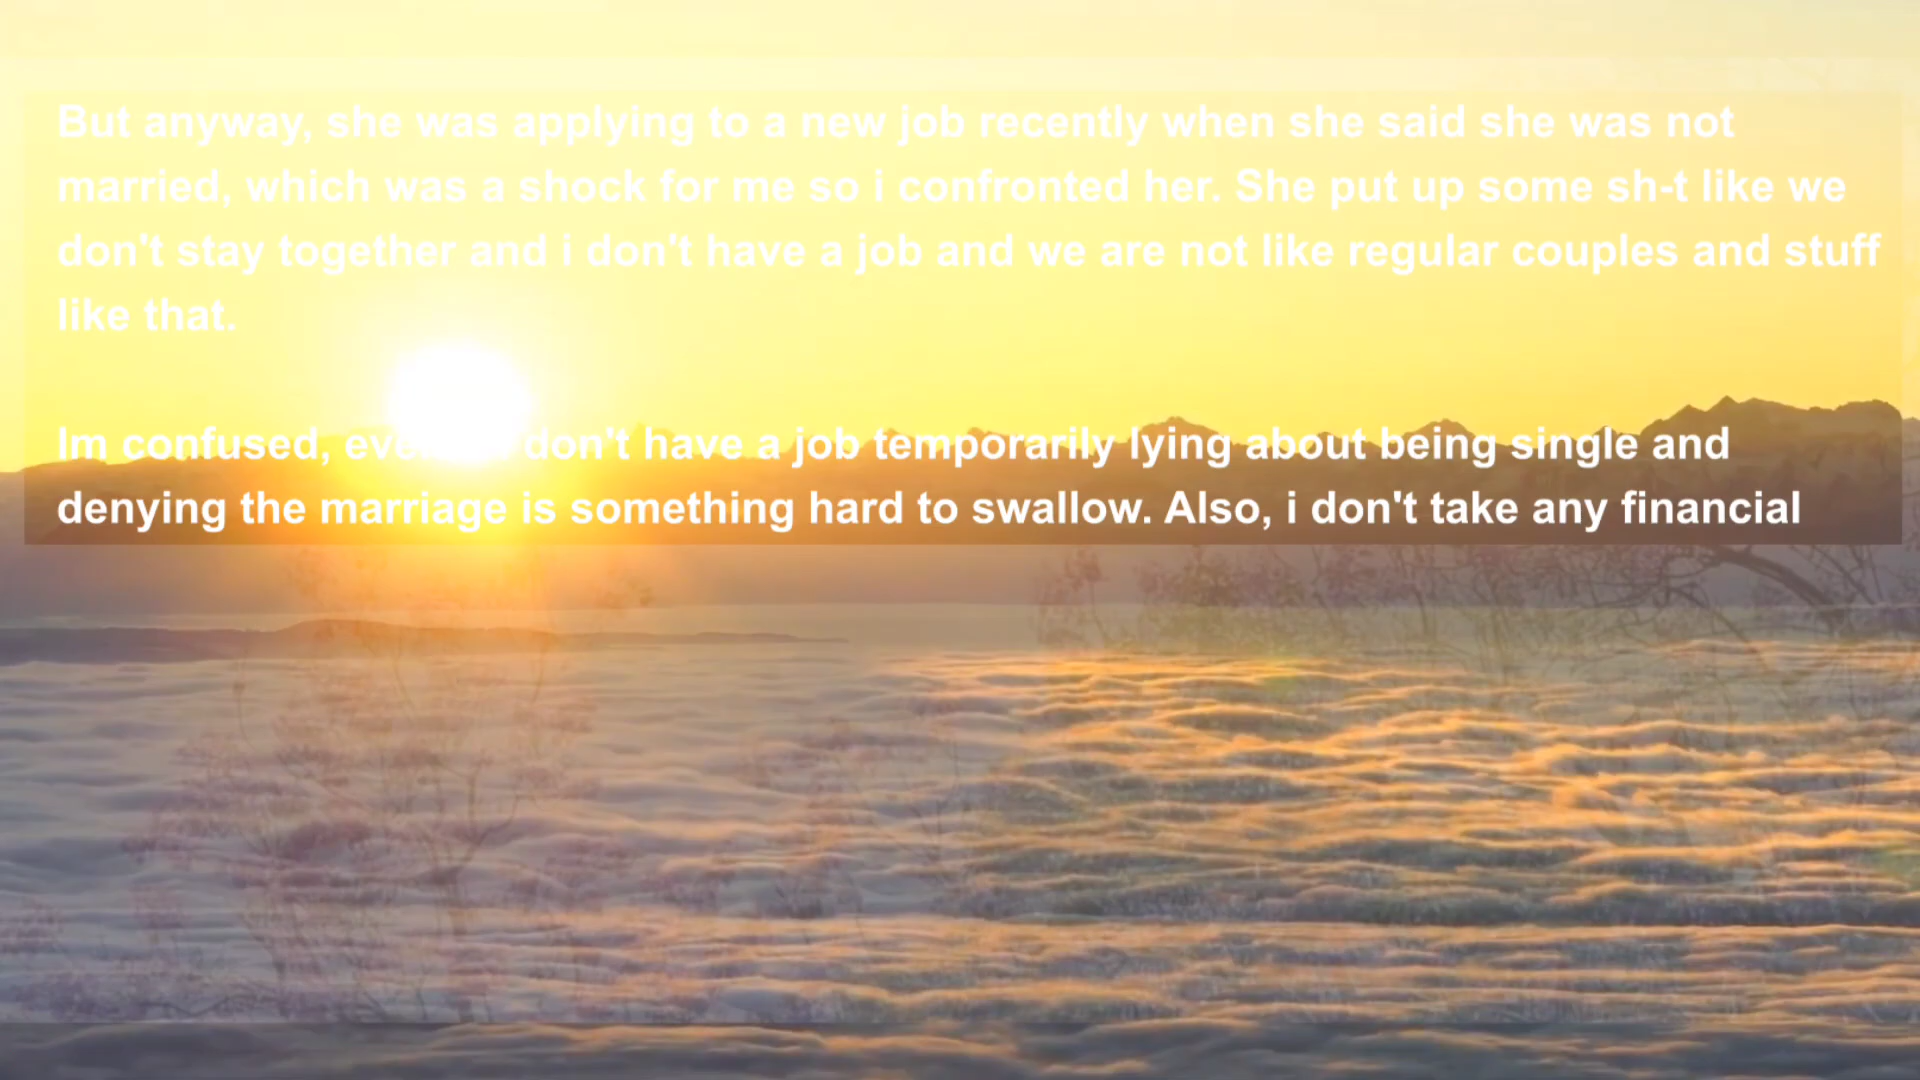 But anyway, she was applying to a new job recently when she said she was not
married, which was a shock for me so i confronted her. She put up some sh-t like we
don't stay together and i don't have a job and we are not like regular couples and stuff
like that.
Im confused, don't have a job temporarily lying about being single and
denying the marriage is something hard to swallow. Also, i don't take any financial